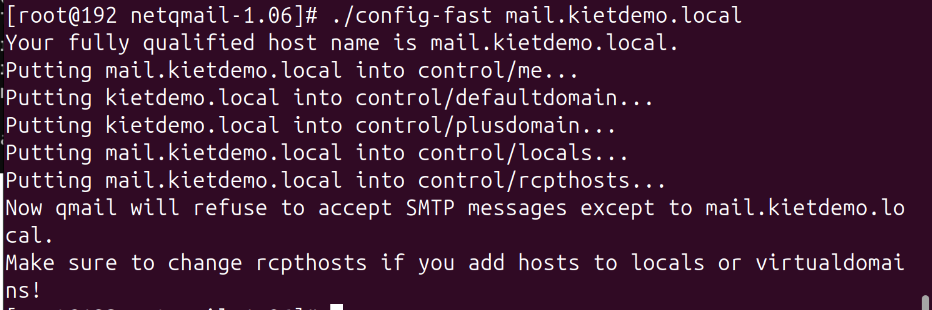 [root@192 netqmail-1.06]# ./config-fast mail.kietdemo.local
Your fully qualified host name is mail.kietdemo.local.
Putting mail.kietdemo.local into control/me...
Putting kietdemo.local into control/defaultdomain...
Putting kietdemo.local into control/plusdomain...
Putting mail.kietdemo.local into control/locals...
Putting mail.kietdemo.local into control/rcpthosts...
Now qmail will refuse to accept SMTP messages except to mail.kietdemo.lo
cal.
Make sure to change rcpthosts if you add hosts to locals or virtualdomai
ns!